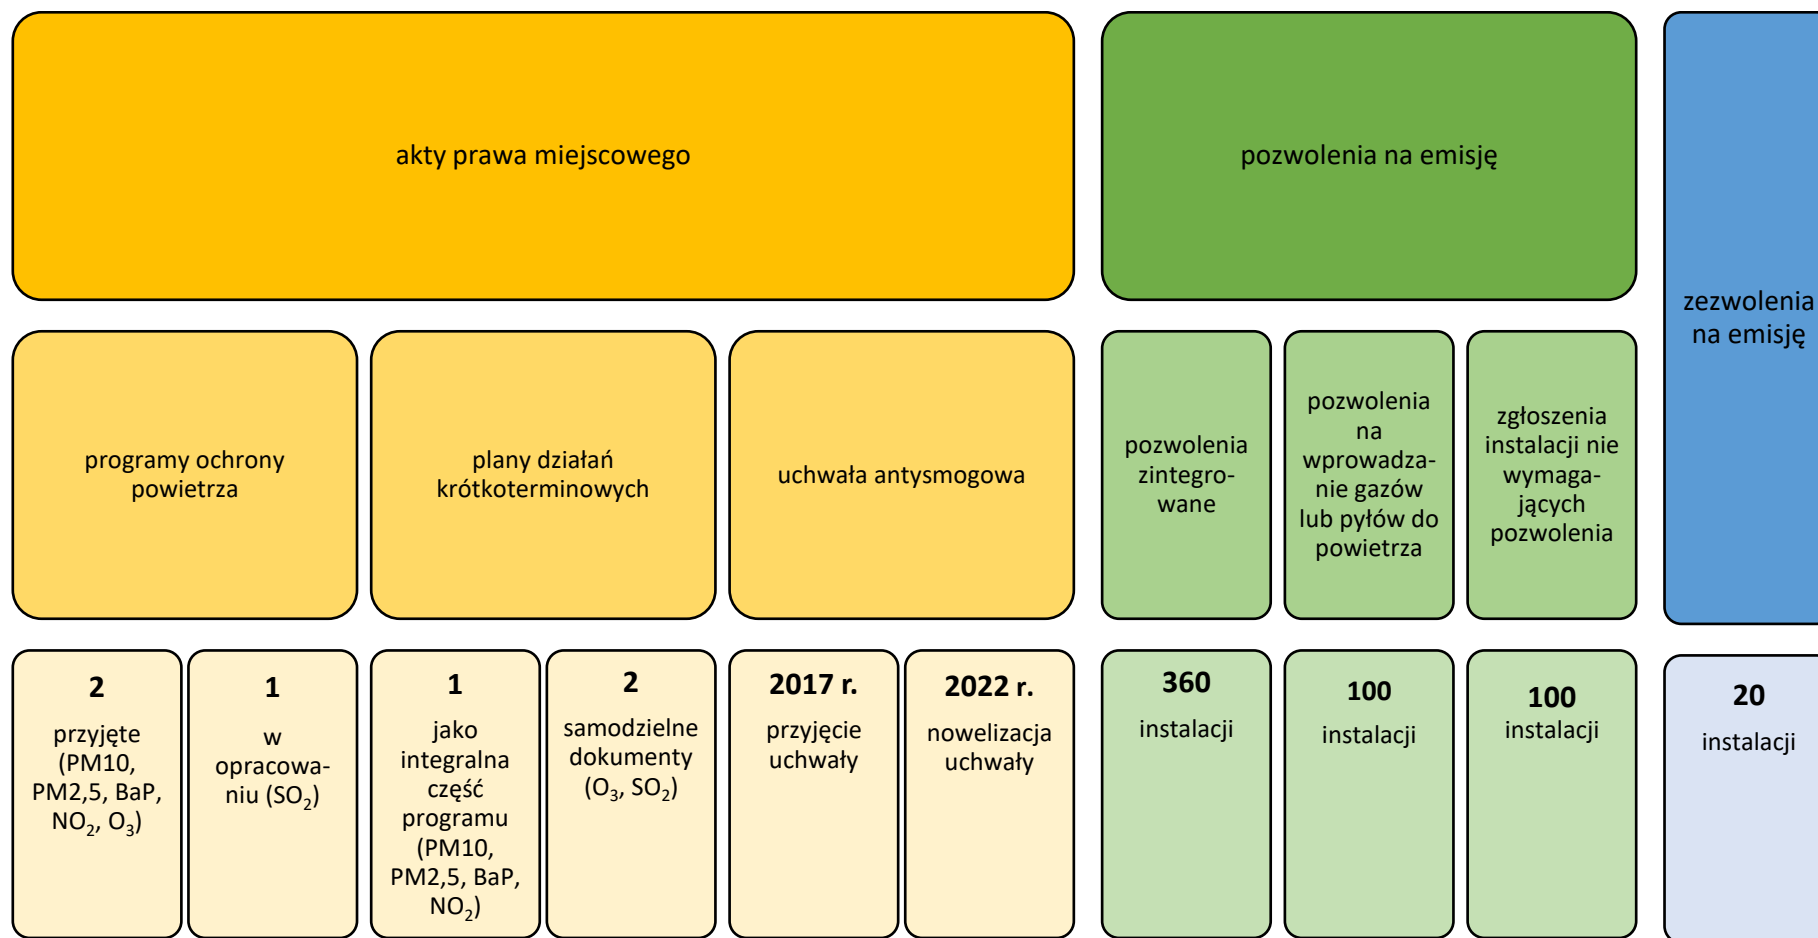 akty prawa miejscowego
pozwolenia na emisję
zezwolenia
na emisję
programy ochrony
powietrza
plany działań
krótkoterminowych
uchwała antysmogowa
pozwolenia
zintegro-
wane
pozwolenia
na
wprowadza-
nie gazów
lub pyłów do
powietrza
zgłoszenia
instalacji nie
wymaga-
jących
pozwolenia
2
przyjęte
(PM10,
PM2,5, BaP,
NO₂, O₃)
1
w
opracowa-
niu (SO₂)
1
jako
integralna
część
programu
(PM10,
PM2,5, BaP,
NO₂)
2
samodzielne
dokumenty
(O₃, SO₂)
2017 r.
przyjęcie
uchwały
2022 r.
nowelizacja
uchwały
360
instalacji
100
instalacji
100
instalacji
20
instalacji